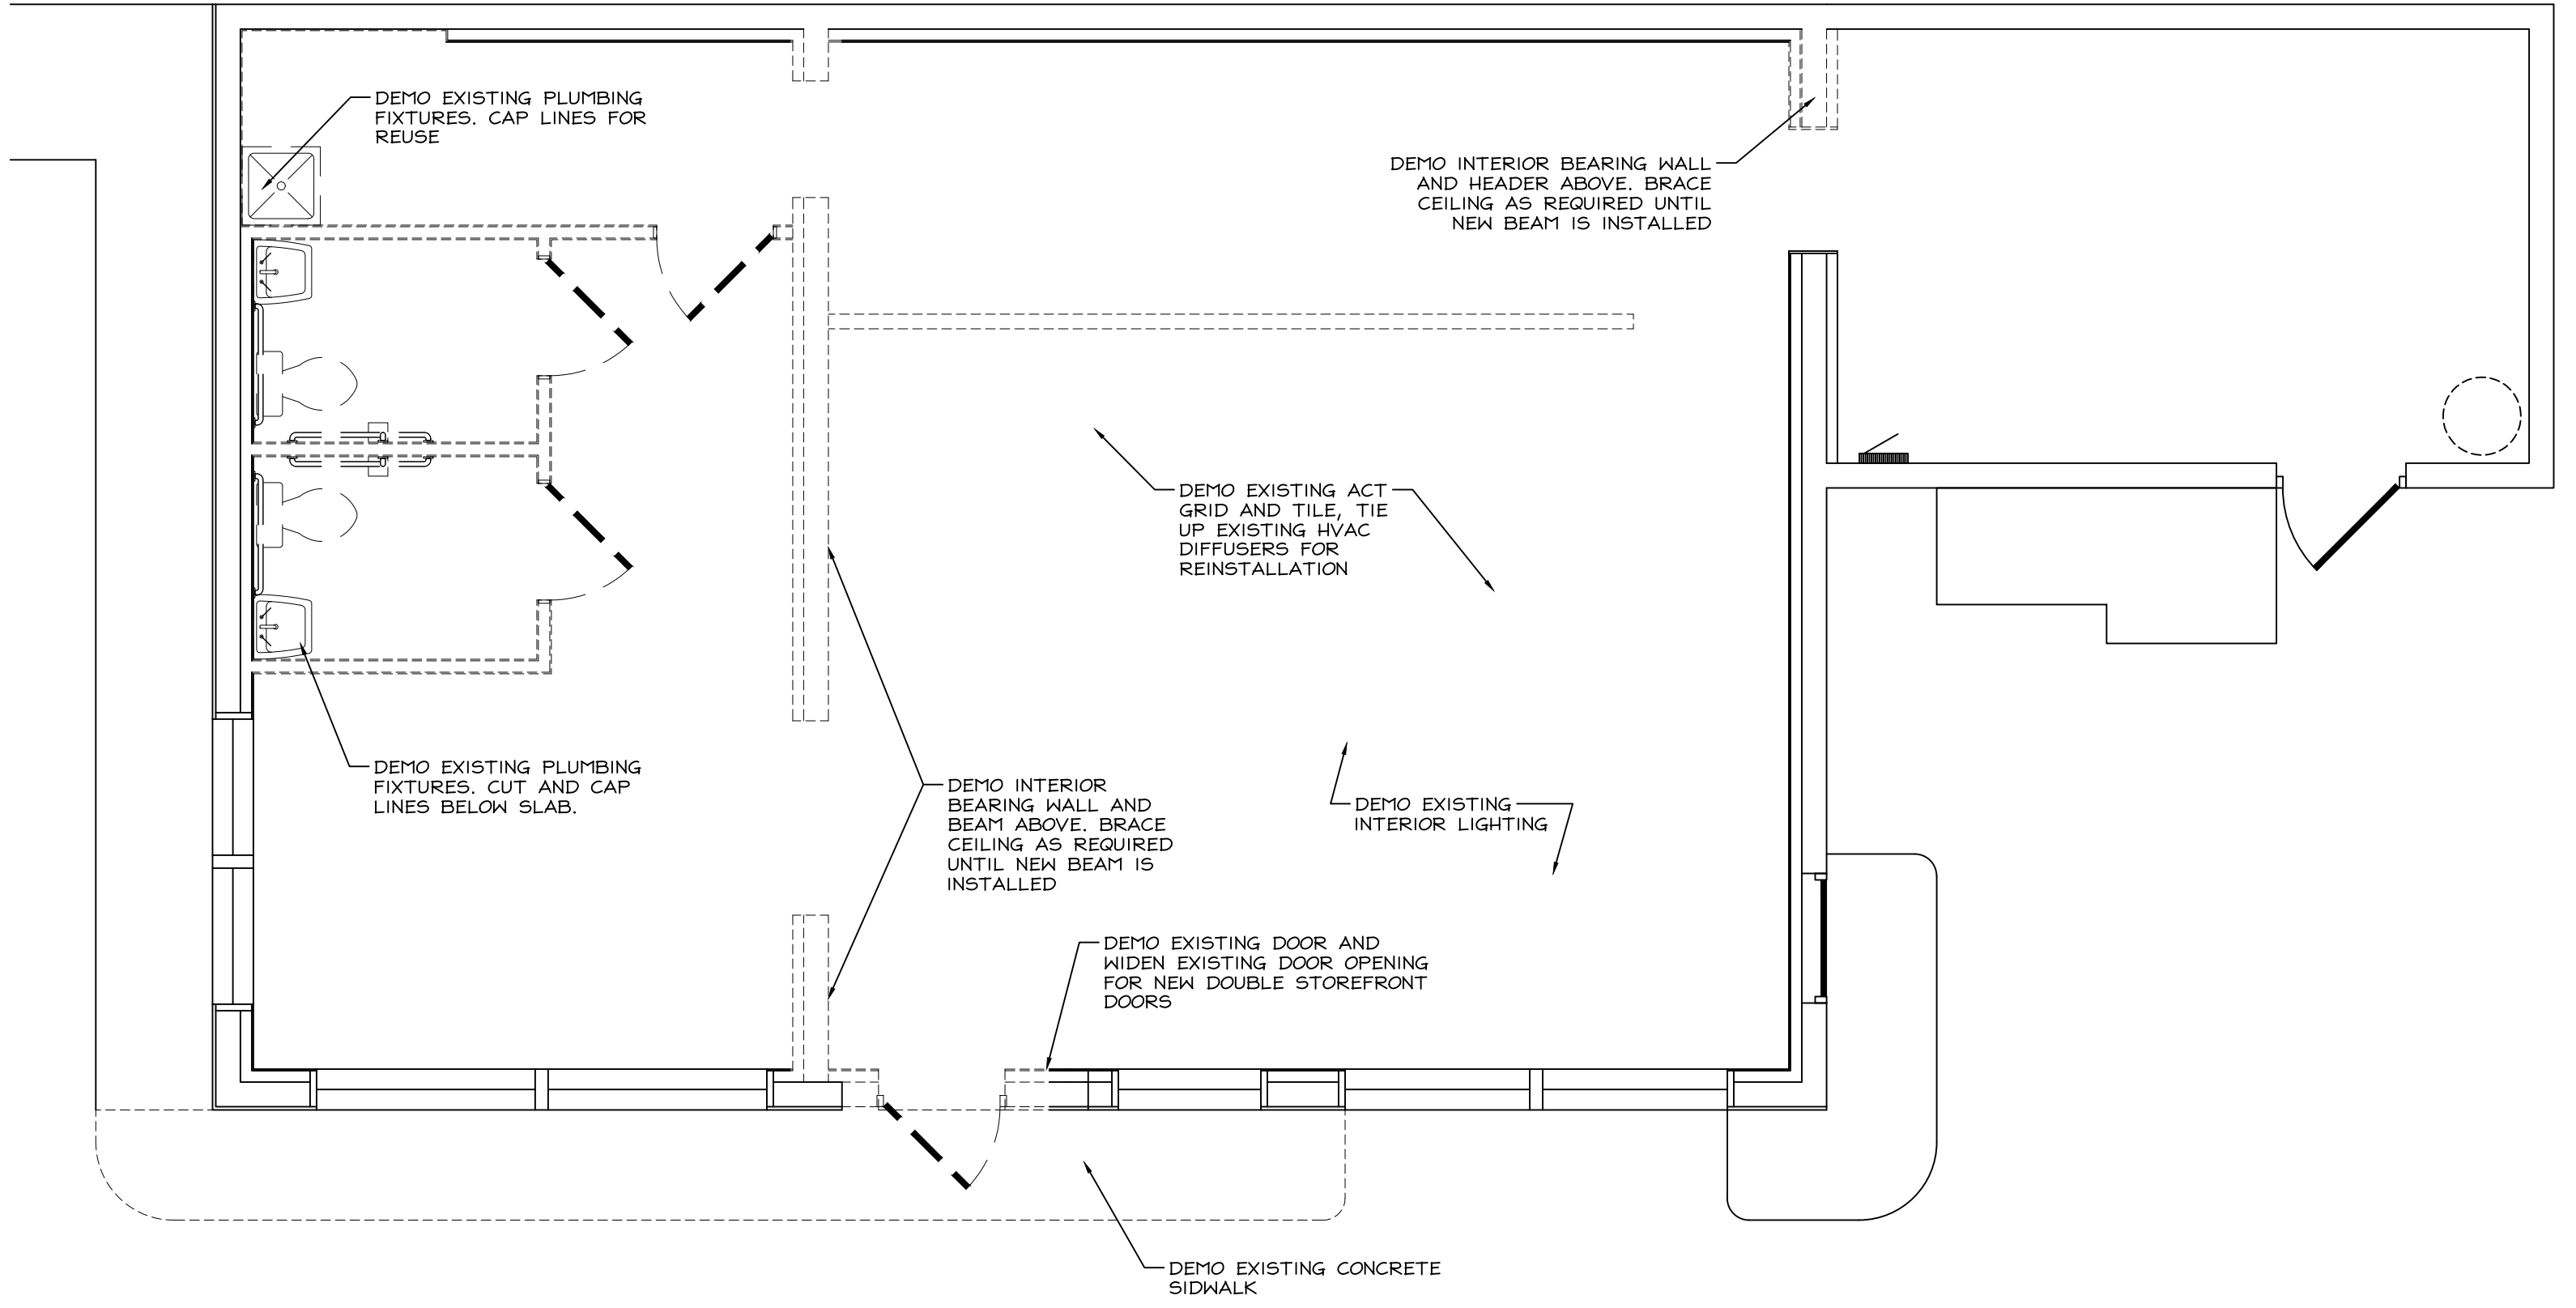 DEMO EXISTING PLUMBING
FIXTURES. CAP LINES FOR
REUSE
DEMO INTERIOR BEARING WALL
AND HEADER ABOVE. BRACE
CEILING AS REQUIRED UNTIL
NEW BEAM IS INSTALLED
DEMO EXISTING ACT
GRID AND TILE, TIE
UP EXISTING HVAC
DIFFUSERS FOR
REINSTALLATION
DEMO EXISTING PLUMBING
FIXTURES. CUT AND CAP
LINES BELOW SLAB.
DEMO INTERIOR
BEARING WALL AND
BEAM ABOVE. BRACE
CEILING AS REQUIRED
UNTIL NEW BEAM IS
INSTALLED
DEMO EXISTING
INTERIOR LIGHTING
DEMO EXISTING DOOR AND
WIDEN EXISTING DOOR OPENING
FOR NEW DOUBLE STOREFRONT
DOORS
DEMO EXISTING CONCRETE
SIDWALK